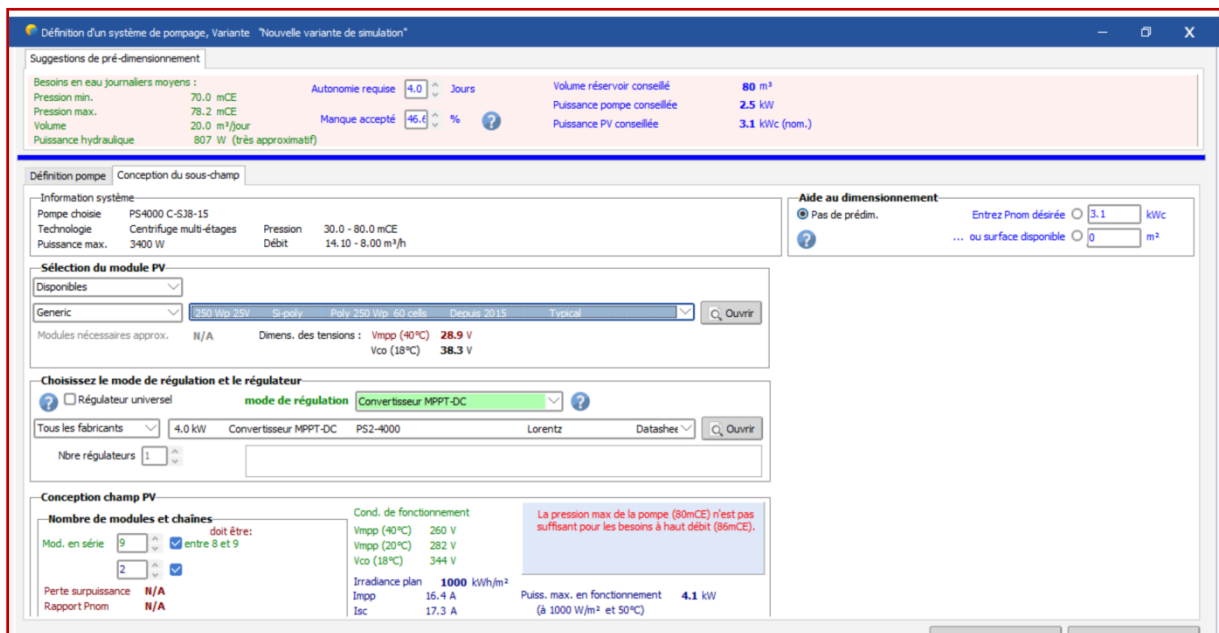 Définition d'un système de pompage, Variante "Nouvelle variante de simulation"
Suggestions de pré-dimensionnement
Besoins en eau journaliers moyens :
Pression min. 70.0 mCE
Pression max. 78.2 mCE
Volume 20.0 m³/jour
Puissance hydraulique 807 W (très approximatif)
Autonomie requise 4.0 Jours
Manque accepté 46.6 %
Volume réservoir conseillé 80 m³
Puissance pompe conseillée 2.5 kW
Puissance PV conseillée 3.1 kWc (nom.)
Définition pompe Conception du sous-champ
Information système
Pompe choisie PS4000 C-SJ8-15
Technologie Centrifuge multi-étages Pression 30.0 - 80.0 mCE
Puissance max. 3400 W Débit 14.10 - 8.00 m³/h
Aide au dimensionnement
Pas de prédim. Entrez Pnom désirée 3.1 kWc
... ou surface disponible 0 m²
Sélection du module PV
Disponibles
Generic 250 Wp 25V Si-poly Poly 250 Wp 60 cells Depuis 2015 Typical Ouvrir
Modules nécessaires approx. N/A Dimens. des tensions : Vmpp (40°C) 28.9 V
Vco (18°C) 38.3 V
Choisissez le mode de régulation et le régulateur
Régulateur universel mode de régulation Convertisseur MPPT-DC
Tous les fabricants 4.0 kW Convertisseur MPPT-DC PS2-4000 Lorentz Datashee Ouvrir
Nbre régulateurs 1
Conception champ PV
Nombre de modules et chaînes
doit être:
Mod. en série 9 entre 8 et 9
2
Perte surpuissance N/A
Rapport Pnom N/A
Cond. de fonctionnement
Vmpp (40°C) 260 V
Vmpp (20°C) 282 V
Vco (18°C) 344 V
Irradiance plan 1000 kWh/m²
Impp 16.4 A
Isc 17.3 A
La pression max de la pompe (80mCE) n'est pas
suffisant pour les besoins à haut débit (86mCE).
Puiss. max. en fonctionnement 4.1 kW
(à 1000 W/m² et 50°C)